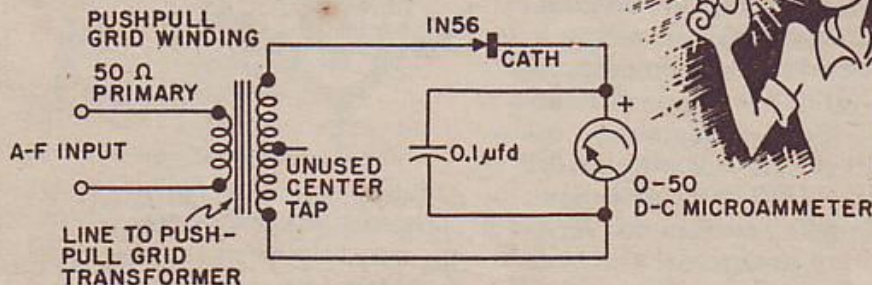 PUSHPULL
GRID WINDING
50 Ω
PRIMARY
A-F INPUT
LINE TO PUSH-
PULL GRID
TRANSFORMER
UNUSED
CENTER
TAP
IN56
CATH
0.1µfd
+
0-50
D-C MICROAMMETER